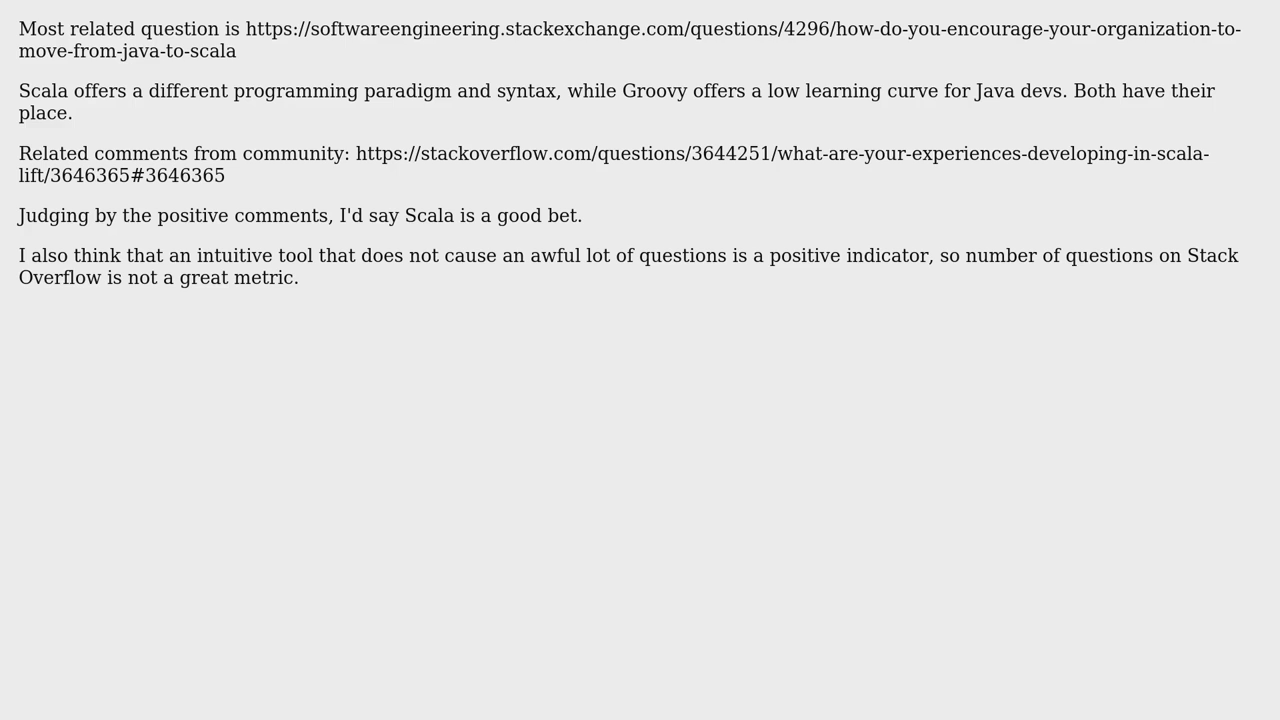 Most related question is https://softwareengineering.stackexchange.com/questions/4296/how-do-you-encourage-your-organization-to-
move-from-java-to-scala
Scala offers a different programming paradigm and syntax, while Groovy offers a low learning curve for Java devs. Both have their
place.
Related comments from community: https://stackoverflow.com/questions/3644251/what-are-your-experiences-developing-in-scala-
lift/3646365#3646365
Judging by the positive comments, I'd say Scala is a good bet.
I also think that an intuitive tool that does not cause an awful lot of questions is a positive indicator, so number of questions on Stack
Overflow is not a great metric.